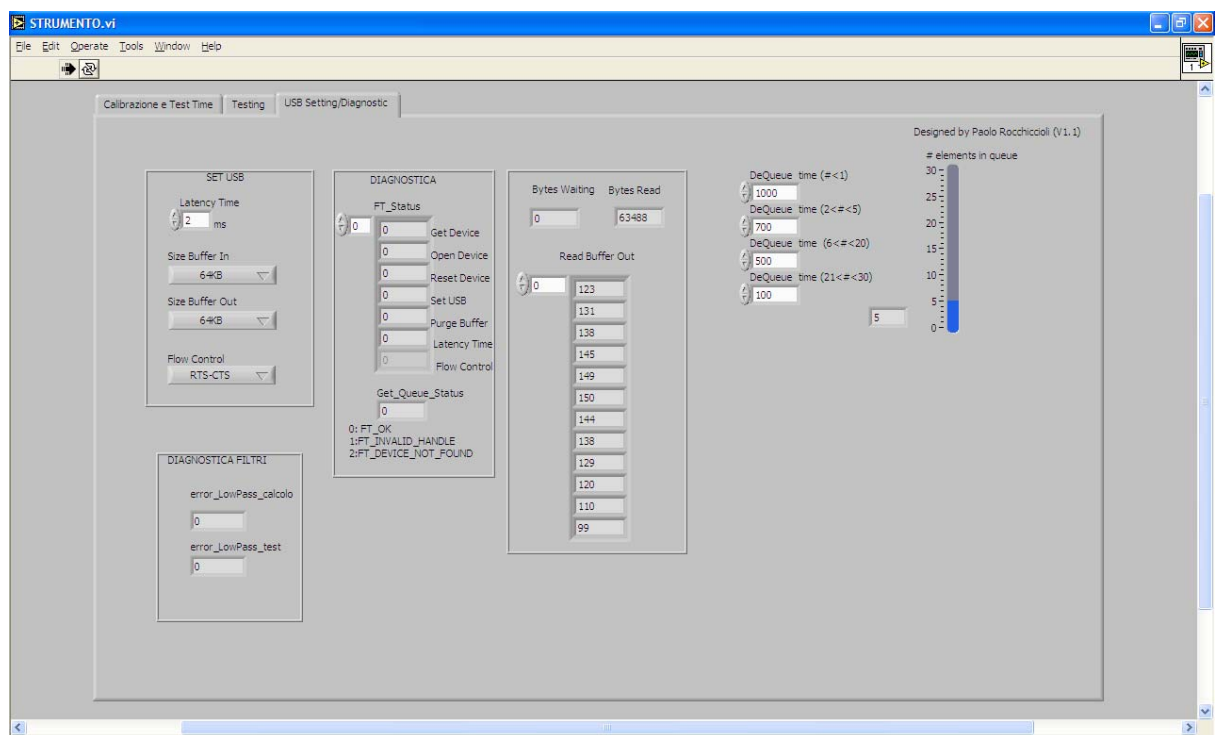 STRUMENTO.vi
File Edit Operate Tools Window Help
1
Calibrazione e Test Time Testing USB Setting/Diagnostic
Designed by Paolo Rocchiccioli (V1.1)
SET USB
Latency Time
2 ms
Size Buffer In
64KB
Size Buffer Out
64KB
Flow Control
RTS-CTS
DIAGNOSTICA
FT_Status
0
0 Get Device
0 Open Device
0 Reset Device
0 Set USB
0 Purge Buffer
0 Latency Time
0 Flow Control
Get_Queue_Status
0
0: FT_OK
1:FT_INVALID_HANDLE
2:FT_DEVICE_NOT_FOUND
DIAGNOSTICA FILTRI
error_LowPass_calcolo
0
error_LowPass_test
0
Bytes Waiting Bytes Read
0 63488
Read Buffer Out
0
123
131
138
145
149
150
144
138
129
120
110
99
DeQueue time (#<1)
1000
DeQueue time (2<#<5)
700
DeQueue time (6<#<20)
500
DeQueue time (21<#<30)
100
# elements in queue
30
25
20
15
10
5
0
5